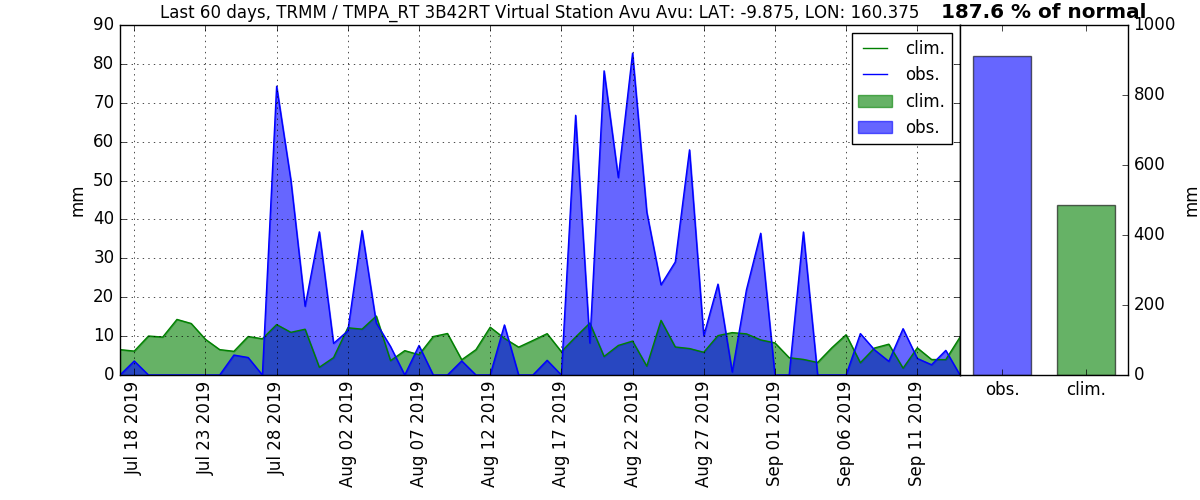 Last 60 days, TRMM / TMPA_RT 3B42RT Virtual Station Avu Avu: LAT: -9.875, LON: 160.375
187.6 % of normal
90
80
70
60
50
40
30
20
10
0
mm
clim.
obs.
clim.
obs.
Jul 18 2019
Jul 23 2019
Jul 28 2019
Aug 02 2019
Aug 07 2019
Aug 12 2019
Aug 17 2019
Aug 22 2019
Aug 27 2019
Sep 01 2019
Sep 06 2019
Sep 11 2019
1000
800
600
400
200
0
mm
obs.
clim.